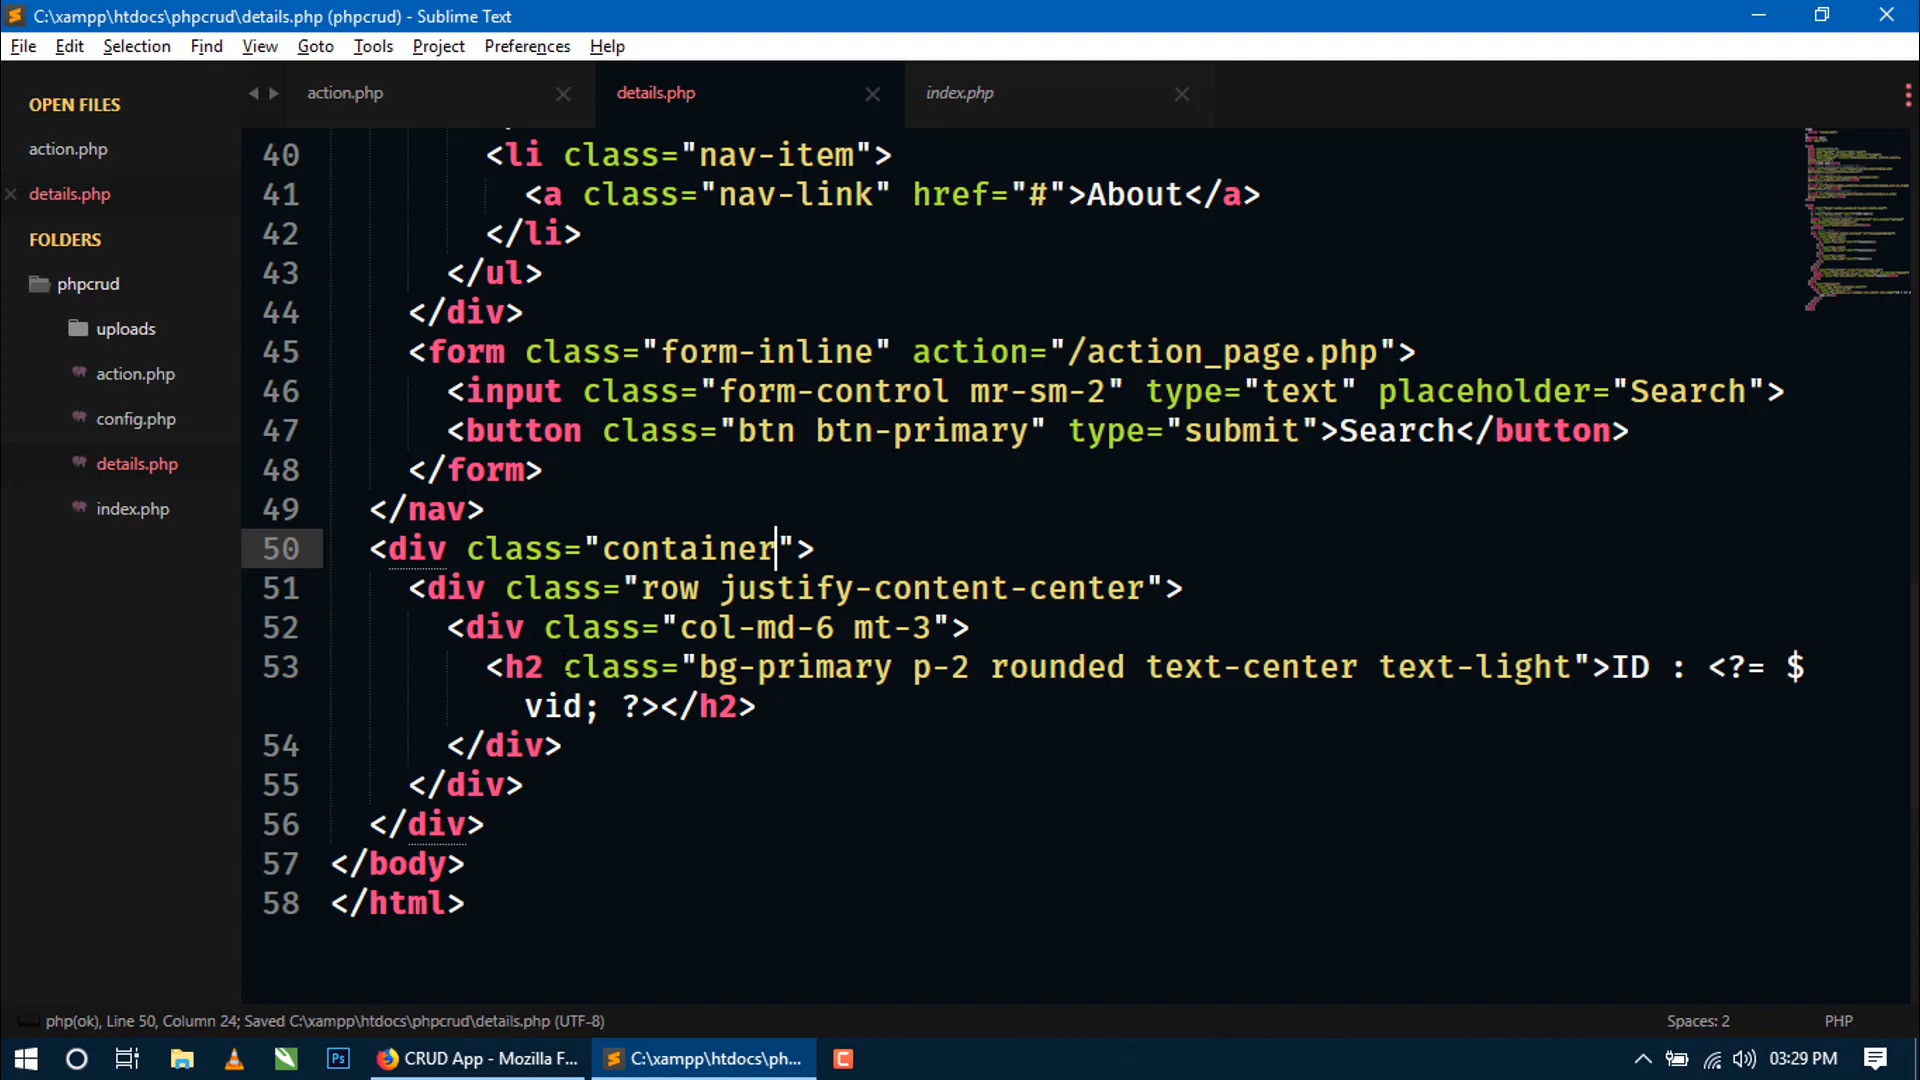 C:\xampp\htdocs\phpcrud\details.php (phpcrud) - Sublime Text
File Edit Selection Find View Goto Tools Project Preferences Help
OPEN FILES
action.php
details.php
FOLDERS
phpcrud
uploads
action.php
config.php
details.php
index.php
action.php
details.php
index.php
40 <li class="nav-item">
41 <a class="nav-link" href="#">About</a>
42 </li>
43 </ul>
44 </div>
45 <form class="form-inline" action="/action_page.php">
46 <input class="form-control mr-sm-2" type="text" placeholder="Search">
47 <button class="btn btn-primary" type="submit">Search</button>
48 </form>
49 </nav>
50 <div class="container">
51 <div class="row justify-content-center">
52 <div class="col-md-6 mt-3">
53 <h2 class="bg-primary p-2 rounded text-center text-light">ID : <?= $
vid; ?></h2>
54 </div>
55 </div>
56 </div>
57 </body>
58 </html>
php(ok), Line 50, Column 24; Saved C:\xampp\htdocs\phpcrud\details.php (UTF-8)
Spaces: 2
PHP
Ps
CRUD App - Mozilla F...
C:\xampp\htdocs\ph...
C
03:29 PM